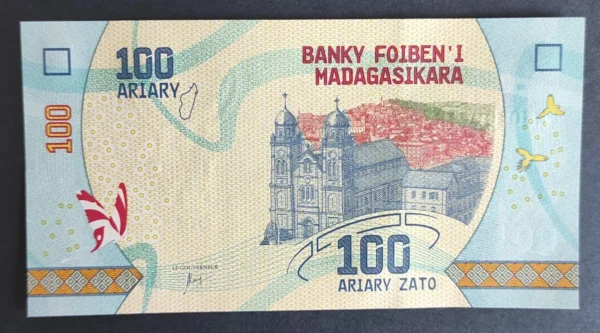 100
ARIARY
BANKY FOIBEN'I
MADAGASIKARA
100
LE GOUVERNEUR
100
ARIARY ZATO